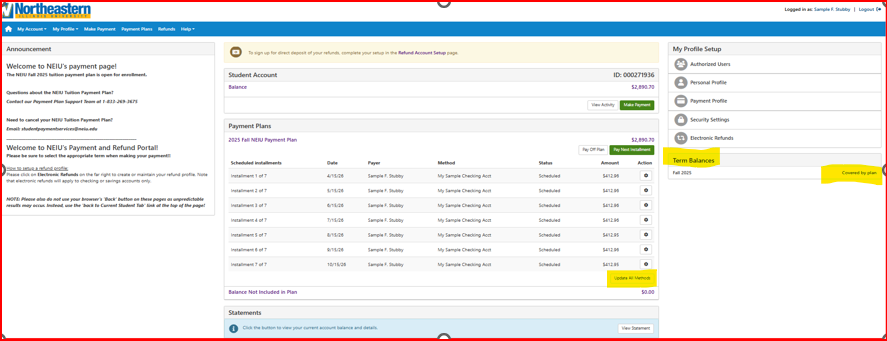 Northeastern
ILLINOIS UNIVERSITY
Logged in as: Sample F. Stubby | Logout
My Account
My Profile
Make Payment
Payment Plans
Refunds
Help
Announcement
Welcome to NEIU's payment page!
The NEIU Fall 2025 tuition payment plan is open for enrollment.
Questions about the NEIU Tuition Payment Plan?
Contact our Payment Plan Support Team at 1-833-269-3675
Need to cancel your NEIU Tuition Payment Plan?
Email: studentpaymentservices@neiu.edu
Welcome to NEIU's Payment and Refund Portal!
Please be sure to select the appropriate term when making your payment!!
How to setup a refund profile:
Please click on Electronic Refunds on the far right to create or maintain your refund profile. Note
that electronic refunds will apply to checking or savings accounts only.
NOTE: Please also do not use your browser's 'Back' button on these pages as unpredictable
results may occur. Instead, use the 'back to Current Student Tab' link at the top of the page!
To sign up for direct deposit of your refunds, complete your setup in the Refund Account Setup page.
Student Account
ID: 000271936
Balance
$2,890.70
View Activity
Make Payment
Payment Plans
2025 Fall NEIU Payment Plan
$2,890.70
Pay Off Plan
Pay Next Installment
Scheduled installments Date Payer Method Status Amount Action
Installment 1 of 7 4/15/26 Sample F. Stubby My Sample Checking Acct Scheduled $412.96
Installment 2 of 7 5/15/26 Sample F. Stubby My Sample Checking Acct Scheduled $412.96
Installment 3 of 7 6/15/26 Sample F. Stubby My Sample Checking Acct Scheduled $412.96
Installment 4 of 7 7/15/26 Sample F. Stubby My Sample Checking Acct Scheduled $412.96
Installment 5 of 7 8/15/26 Sample F. Stubby My Sample Checking Acct Scheduled $412.96
Installment 6 of 7 9/15/26 Sample F. Stubby My Sample Checking Acct Scheduled $412.95
Installment 7 of 7 10/15/26 Sample F. Stubby My Sample Checking Acct Scheduled $412.95
Update All Methods
Balance Not Included in Plan
$0.00
Statements
Click the button to view your current account balance and details.
View Statement
My Profile Setup
Authorized Users
Personal Profile
Payment Profile
Security Settings
Electronic Refunds
Term Balances
Fall 2025
Covered by plan